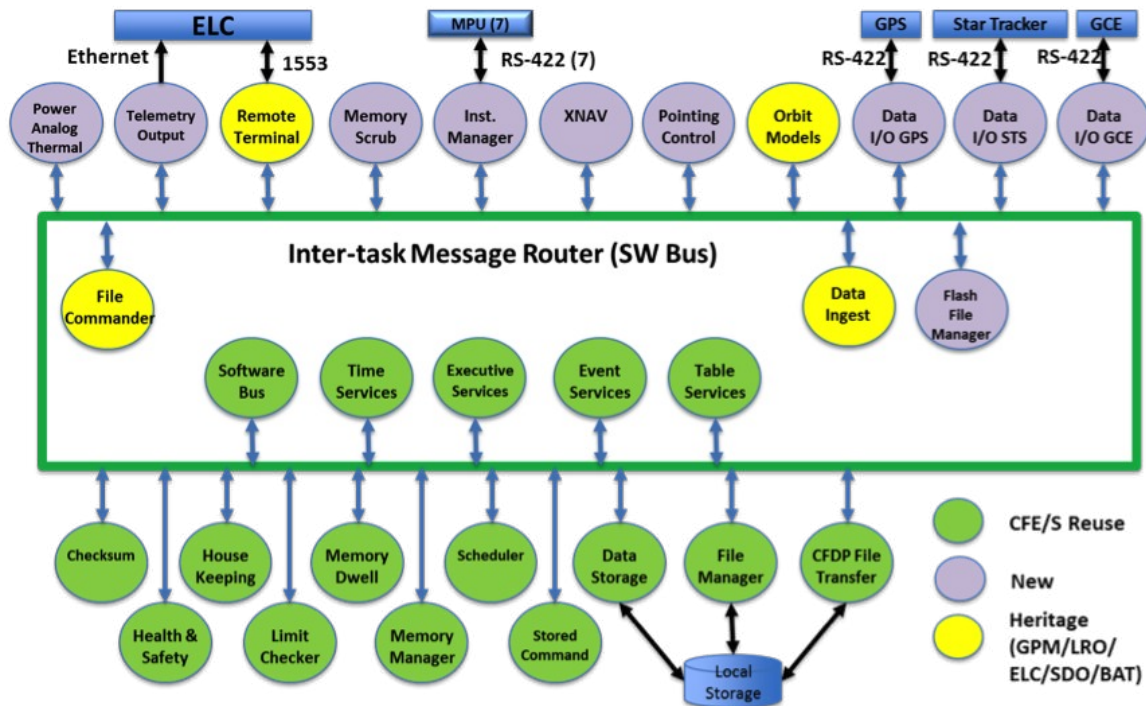 ELC
MPU (7)
GPS
Star Tracker
GCE
Ethernet
1553
RS-422 (7)
RS-422
RS-422
RS-422
Power
Analog
Thermal
Telemetry
Output
Remote
Terminal
Memory
Scrub
Inst.
Manager
XNAV
Pointing
Control
Orbit
Models
Data
I/O GPS
Data
I/O STS
Data
I/O GCE
Inter-task Message Router (SW Bus)
File
Commander
Data
Ingest
Flash
File
Manager
Software
Bus
Time
Services
Executive
Services
Event
Services
Table
Services
Checksum
House
Keeping
Memory
Dwell
Scheduler
Data
Storage
File
Manager
CFDP File
Transfer
Health &
Safety
Limit
Checker
Memory
Manager
Stored
Command
Local
Storage
CFE/S Reuse
New
Heritage
(GPM/LRO/
ELC/SDO/BAT)